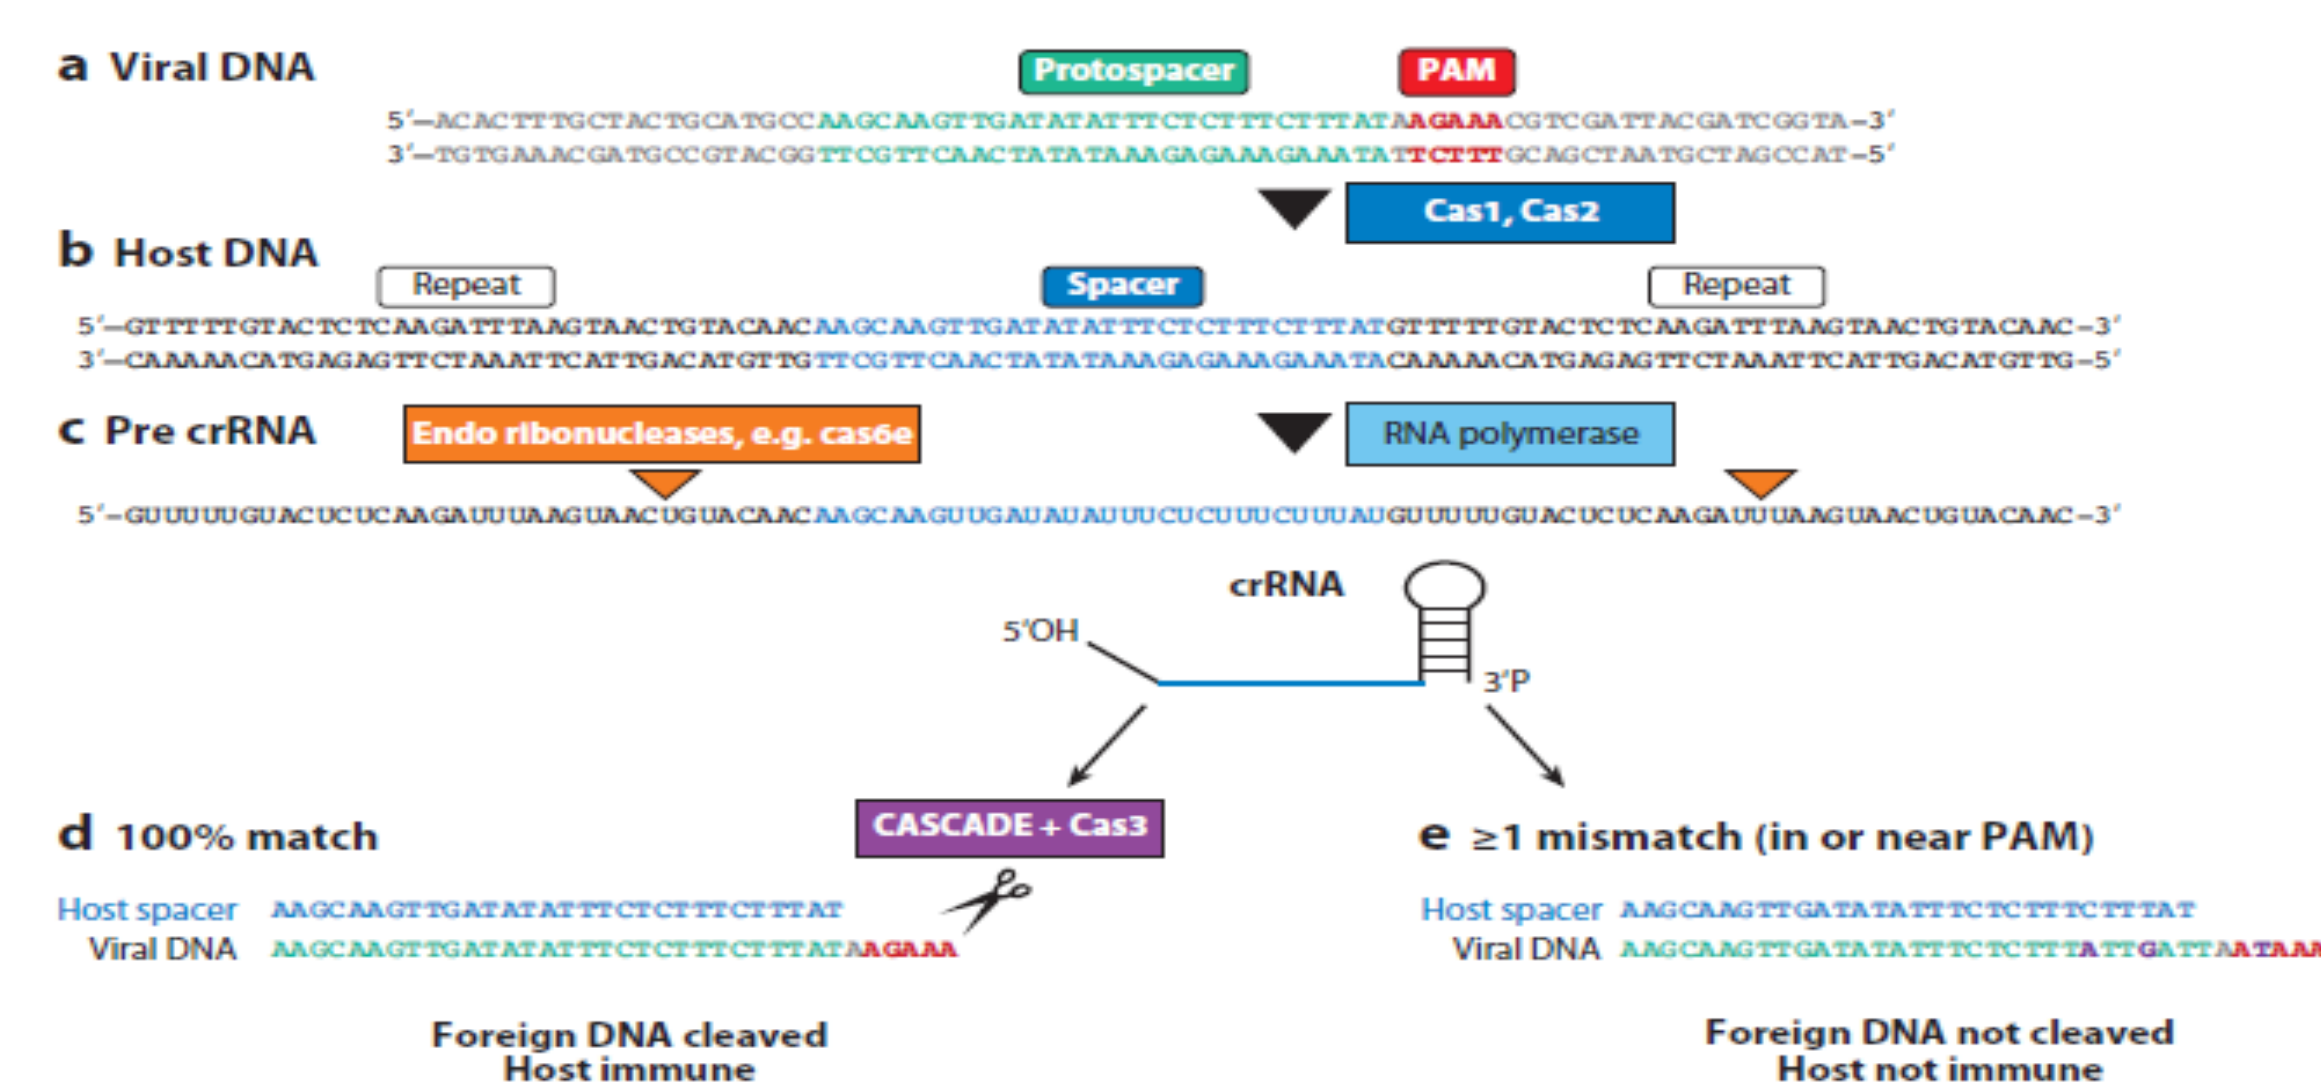 a Viral DNA
Protospacer
PAM
5′–ACACTTTGCTACTGCATGCCAAGCAAGTTGATATATTTCTCTTTCTTTATAAGAAACGTCGATTACGATCGGTA–3′
3′–TGTGAAACGATGCCGTACGGTTCGTTCAACTATATAAAGAGAAAGAAATATTCTTTGCAGCTAATGCTAGCCAT–5′
Cas1, Cas2
b Host DNA
Repeat
Spacer
Repeat
5′–GTTTTTGTACTCTCAAGATTTAAGTAACTGTACAACAAGCAAGTTGATATATTTCTCTTTCTTTATGTTTTTGTACTCTCAAGATTTAAGTAACTGTACAAC–3′
3′–CAAAAACATGAGAGTTCTAAATTCATTGACATGTTGTTCGTTCAACTATATAAAGAGAAAGAAATACAAAAACATGAGAGTTCTAAATTCATTGACATGTTG–5′
c Pre crRNA
Endo ribonucleases, e.g. cas6e
RNA polymerase
5′–GUUUUUGUACUCUCAAGAUUUAAGUAACUGUACAACAAGCAAGUUGAUAUAUUUCUCUUUCUUUAUGUUUUUGUACUCUCAAGAUUUAAGUAACUGUACAAC–3′
crRNA
5′OH
3′P
CASCADE + Cas3
d 100% match
e ≥1 mismatch (in or near PAM)
Host spacer AAGCAAGTTGATATATTTCTCTTTCTTTAT
Viral DNA AAGCAAGTTGATATATTTCTCTTTCTTTATAAGAAA
Host spacer AAGCAAGTTGATATATTTCTCTTTCTTTAT
Viral DNA AAGCAAGTTGATATATTTCTCTTTATTGATTAATAAA
Foreign DNA cleaved
Host immune
Foreign DNA not cleaved
Host not immune